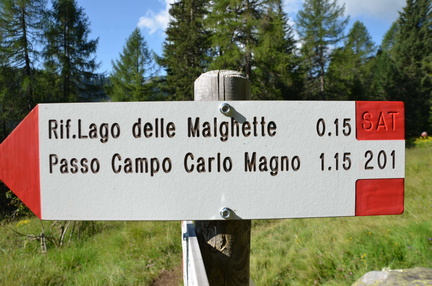 Rif.Lago delle Malghette 0.15 SAT
Passo Campo Carlo Magno 1.15 201